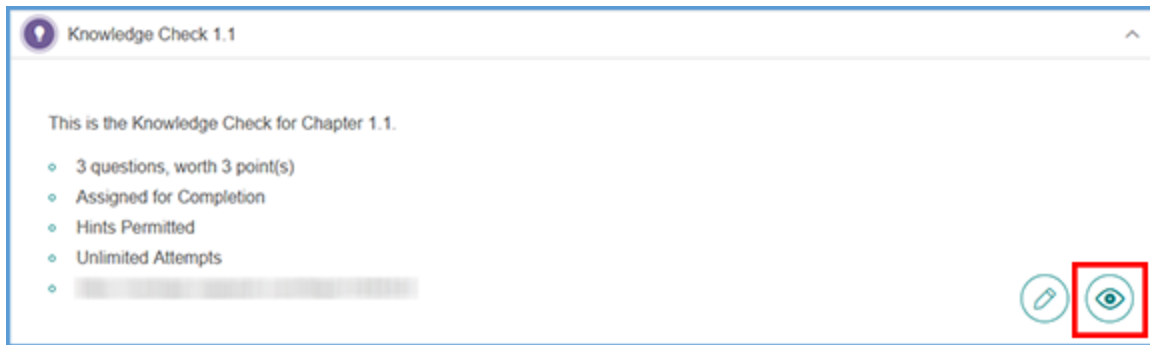 Knowledge Check 1.1
This is the Knowledge Check for Chapter 1.1.
3 questions, worth 3 point(s)
Assigned for Completion
Hints Permitted
Unlimited Attempts